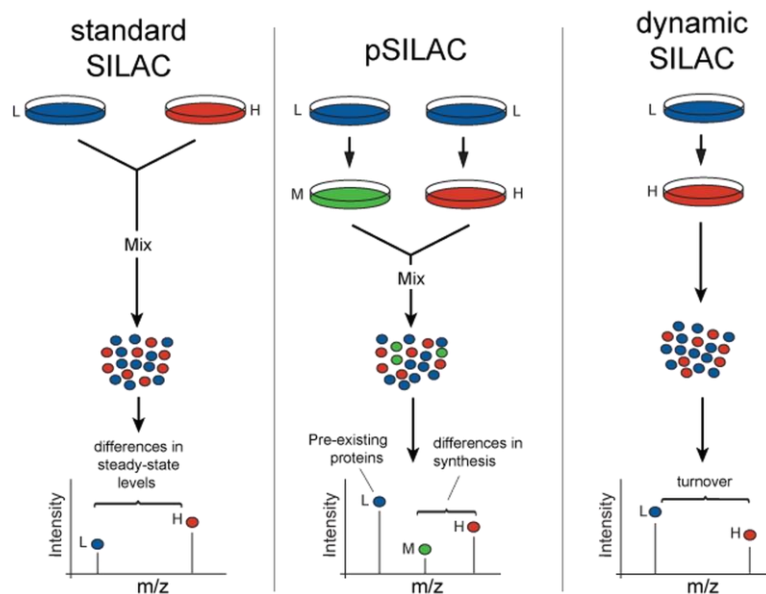 standard
SILAC
L
H
Mix
differences in
steady-state
levels
Intensity
L
H
m/z
pSILAC
L
L
M
H
Mix
Pre-existing
proteins
differences in
synthesis
Intensity
L
M
H
m/z
dynamic
SILAC
L
H
turnover
Intensity
L
H
m/z